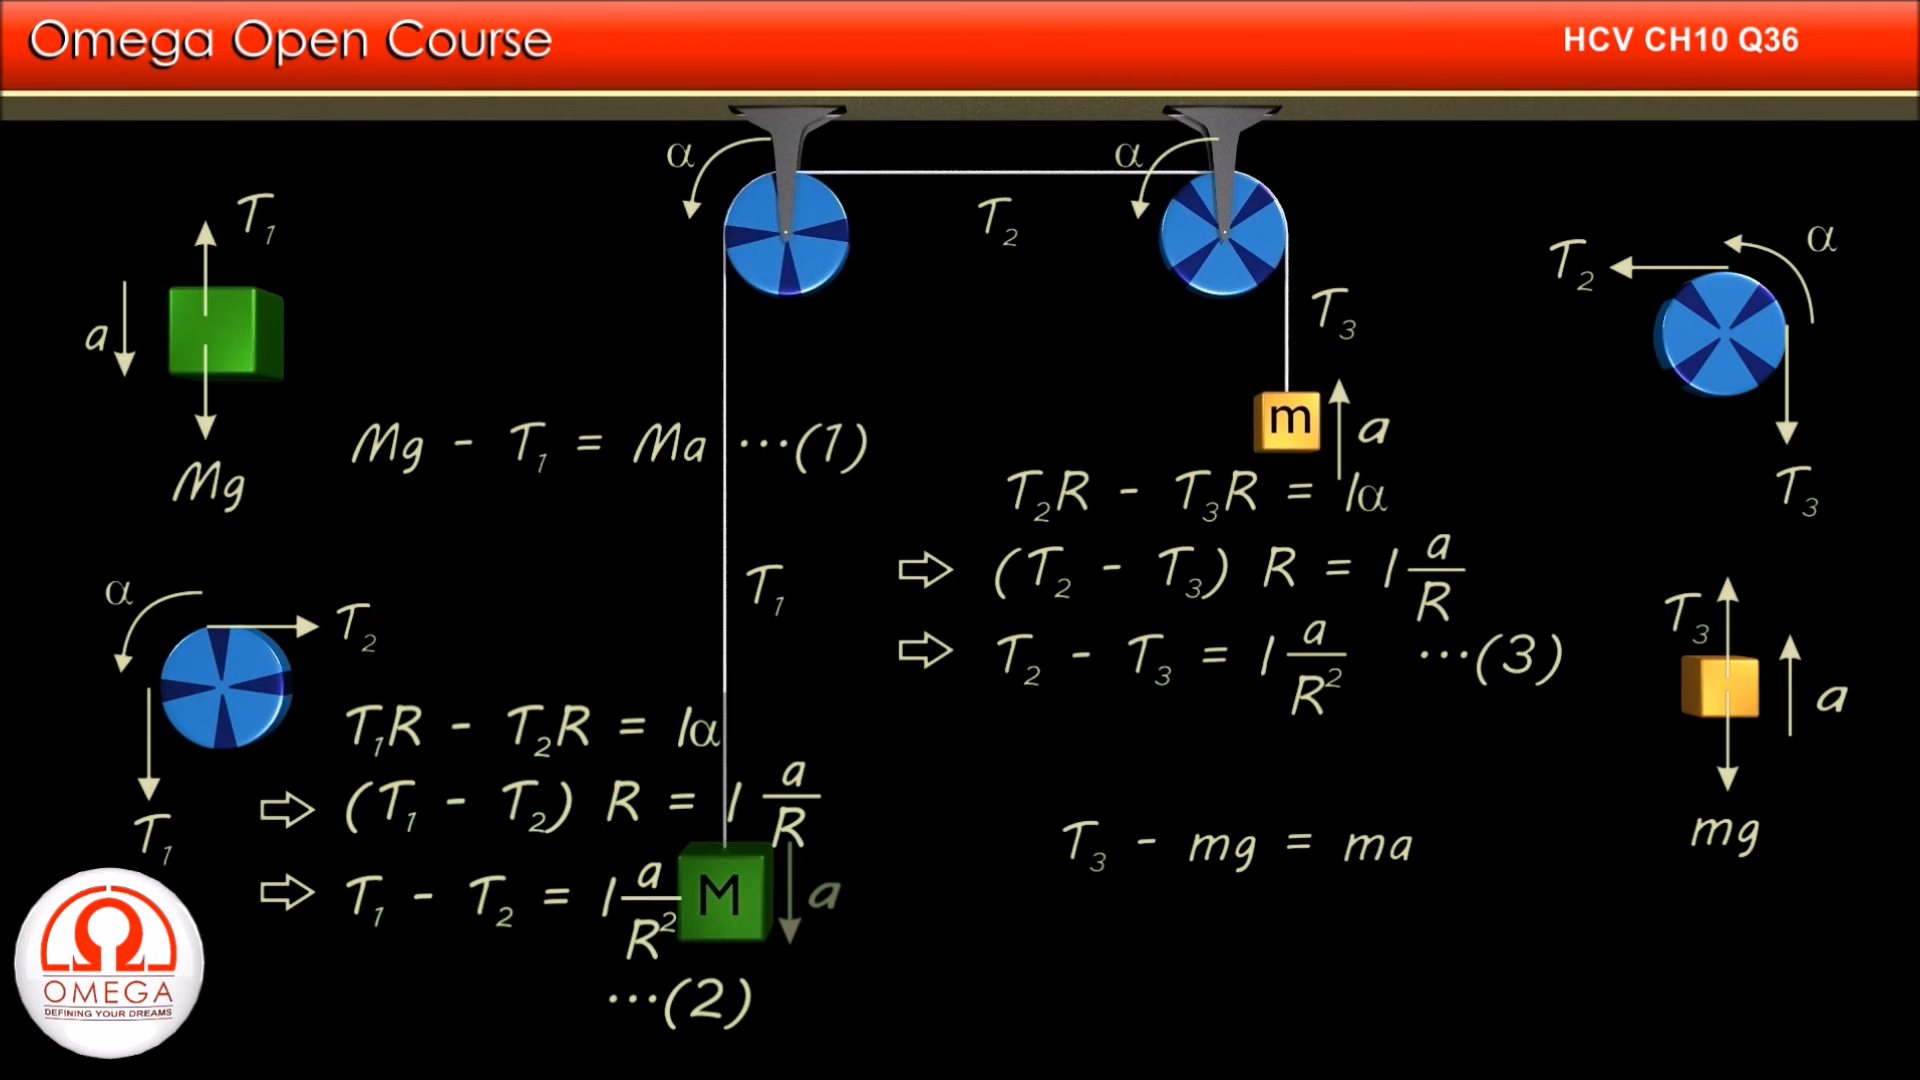 Omega Open Course
HCV CH10 Q36
α
α
T₂
T₁
a
Mg
Mg - T₁ = Ma ...(1)
T₃
m
a
T₂
α
T₃
α
T₂
T₁
T₁R - T₂R = Iα
⇨ (T₁ - T₂) R = I a/R
⇨ T₁ - T₂ = I a/R²
...(2)
T₁
M
a
T₂R - T₃R = Iα
⇨ (T₂ - T₃) R = I a/R
⇨ T₂ - T₃ = I a/R² ...(3)
T₃
a
mg
T₃ - mg = ma
OMEGA
DEFINING YOUR DREAMS